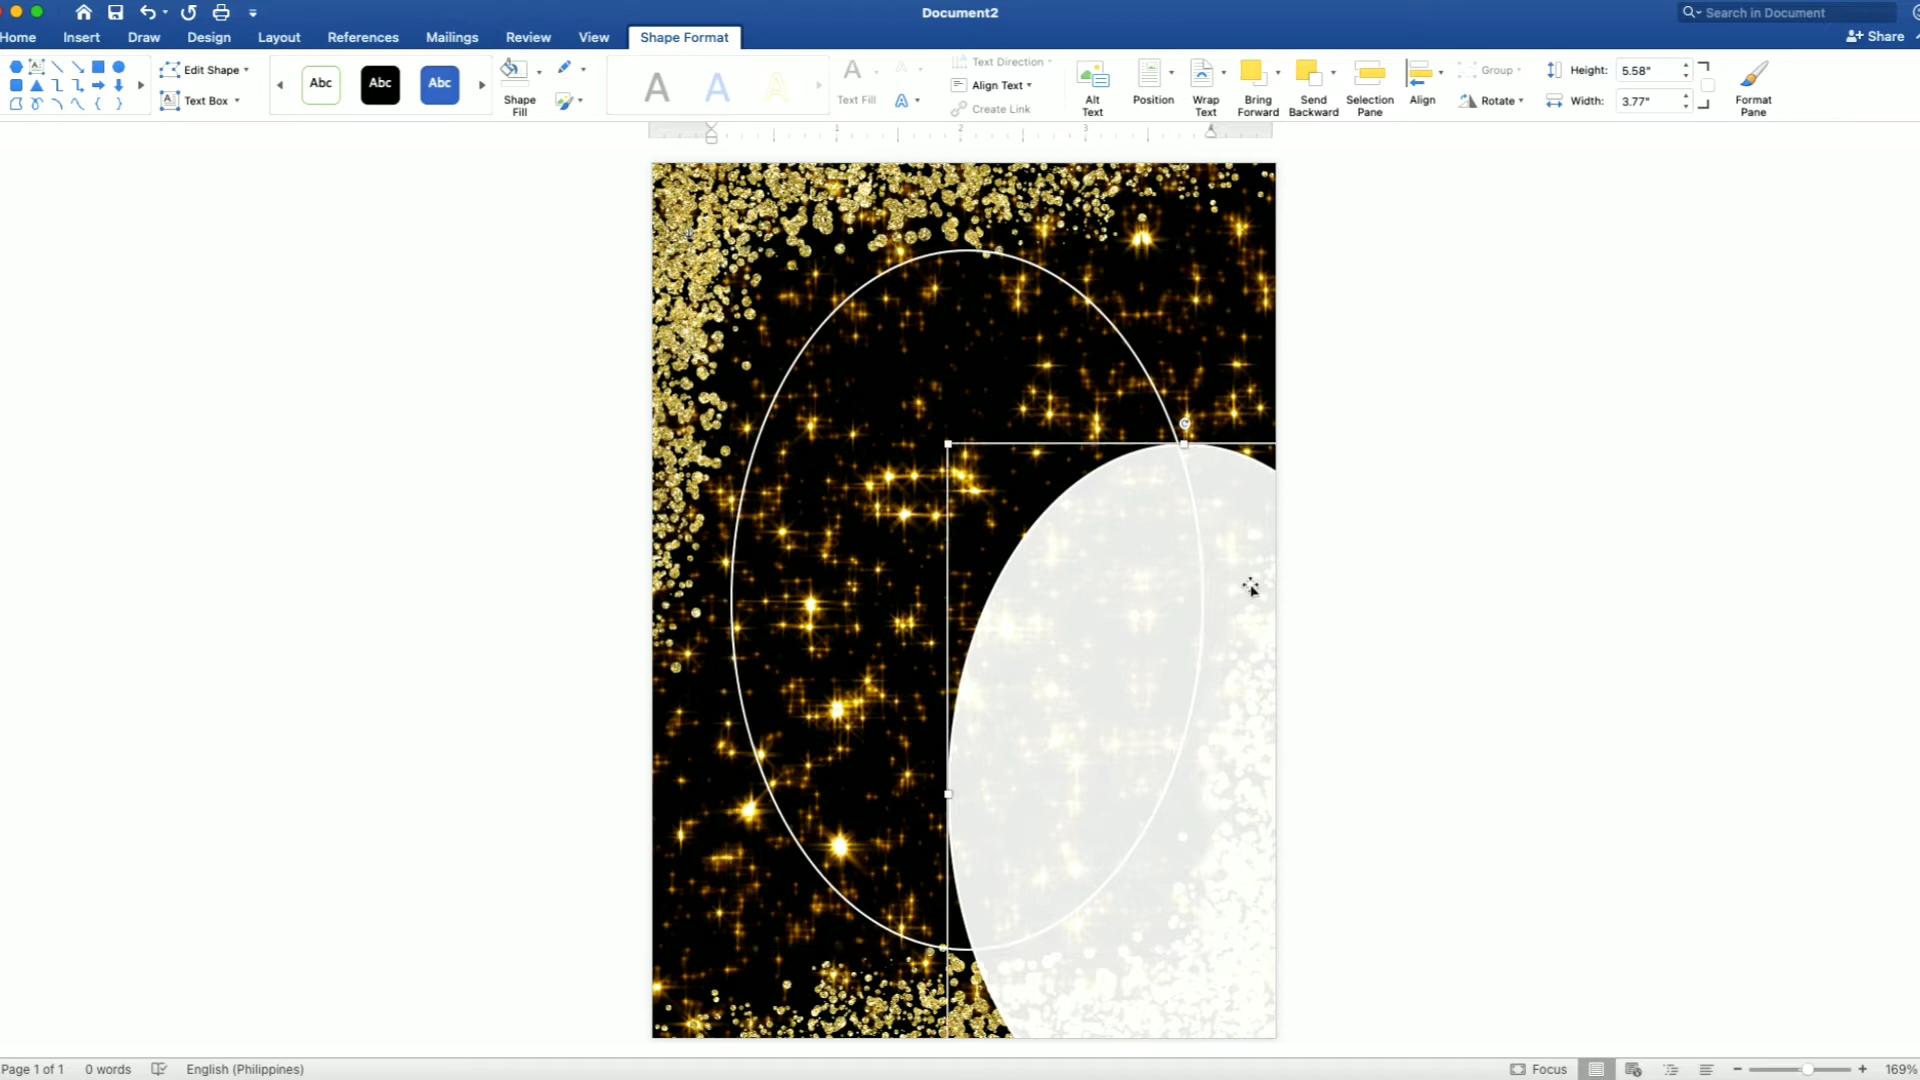 Document2
Search in Document
Home Insert Draw Design Layout References Mailings Review View Shape Format
Share
Edit Shape
Text Box
Abc Abc Abc
Shape Fill
A A A
A
Text Fill
A
A
Text Direction
Align Text
Create Link
Alt Text
Position
Wrap Text
Bring Forward
Send Backward
Selection Pane
Align
Group
Rotate
Height: 5.58"
Width: 3.77"
Format Pane
1 2 3
Page 1 of 1 0 words English (Philippines) Focus 169%